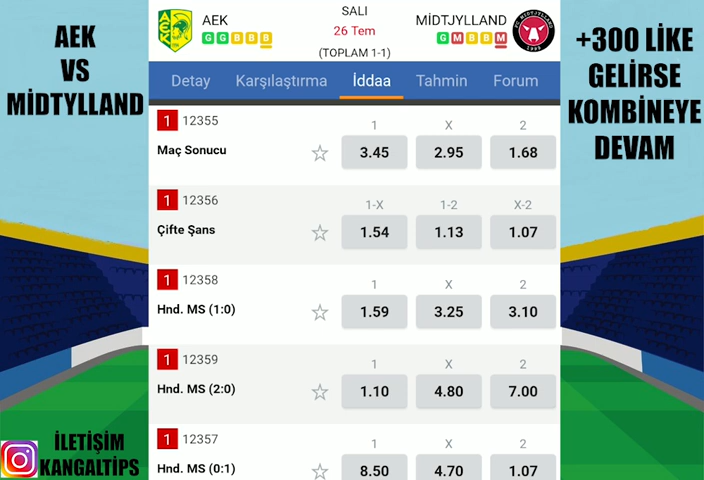 AEK
VS
MİDTYLLAND
AEK
G G B B B
SALI
26 Tem
(TOPLAM 1-1)
MİDTJYLLAND
G M B B M
Detay Karşılaştırma İddaa Tahmin Forum
1 12355 1 X 2
Maç Sonucu 3.45 2.95 1.68
1 12356 1-X 1-2 X-2
Çifte Şans 1.54 1.13 1.07
1 12358 1 X 2
Hnd. MS (1:0) 1.59 3.25 3.10
1 12359 1 X 2
Hnd. MS (2:0) 1.10 4.80 7.00
1 12357 1 X 2
Hnd. MS (0:1) 8.50 4.70 1.07
+300 LİKE
GELİRSE
KOMBİNEYE
DEVAM
İLETİŞİM
KANGALTİPS